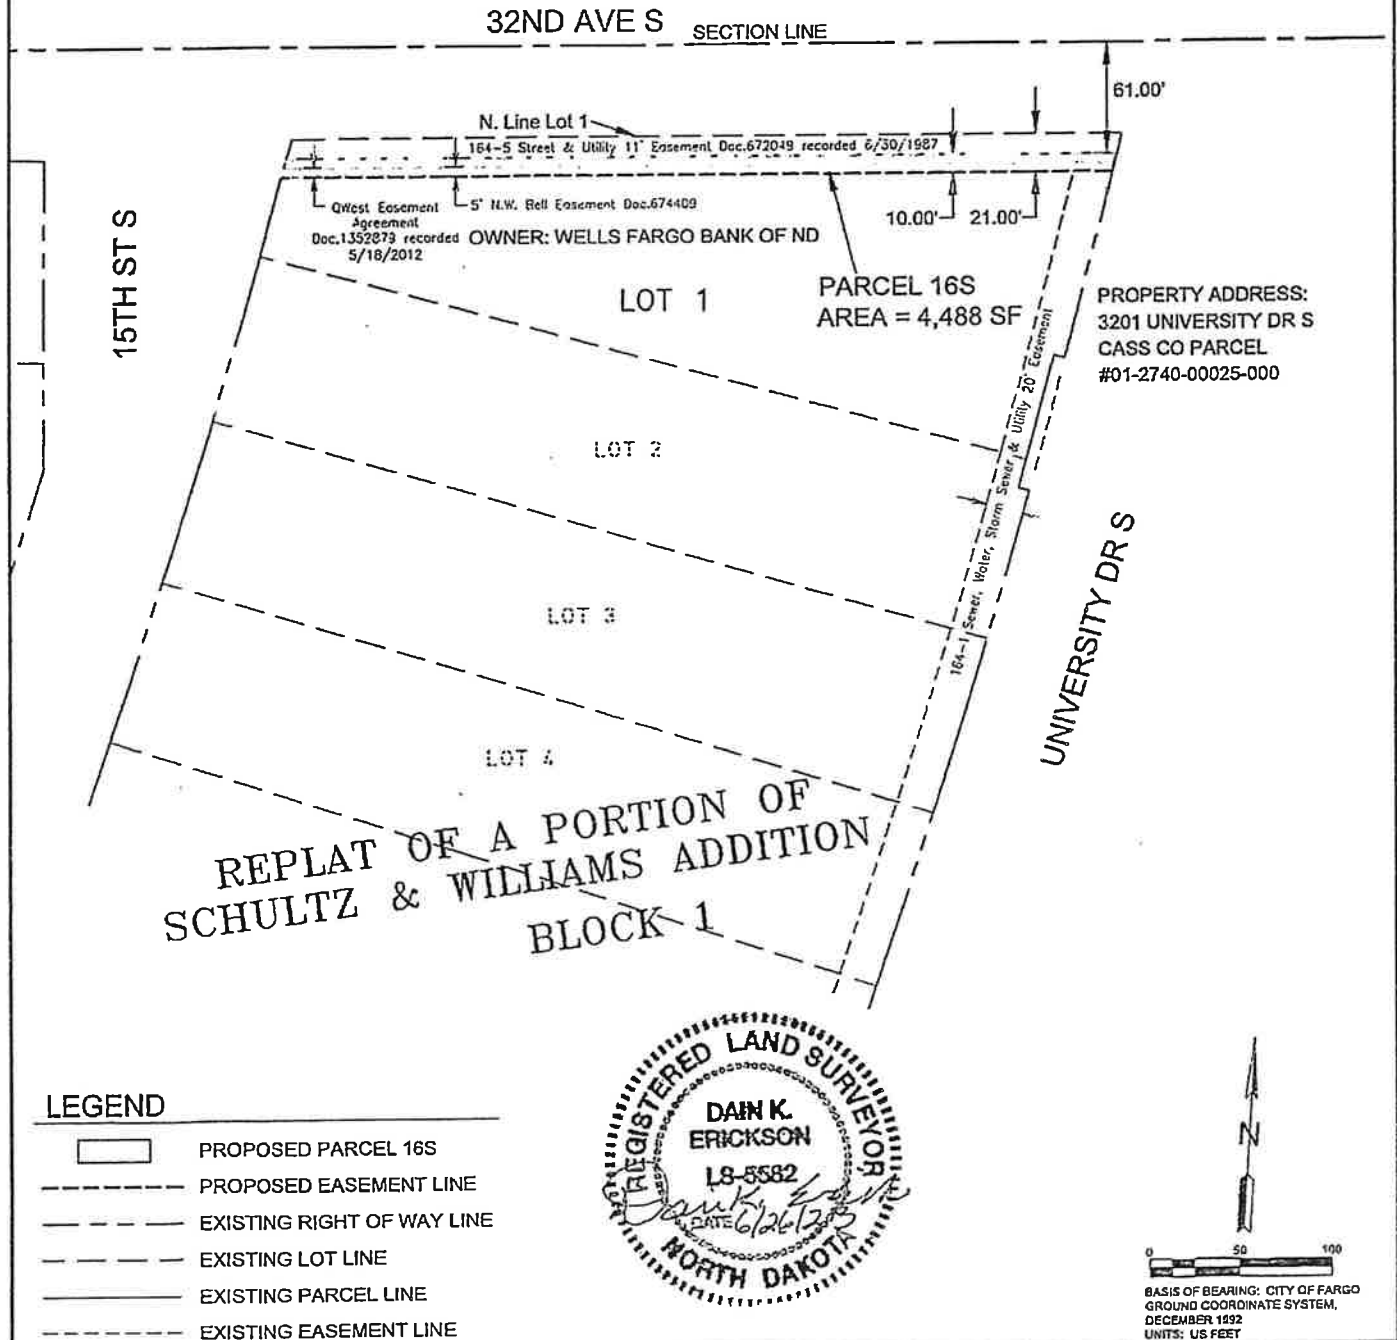 32ND AVE S
SECTION LINE
61.00'
N. Line Lot 1
164-S Street & Utility 11' Easement Doc.672049 recorded 6/30/1987
QWest Easement
Agreement
Doc.1352879 recorded
5/18/2012
5' N.W. Bell Easement Doc.674409
OWNER: WELLS FARGO BANK OF ND
10.00'
21.00'
15TH ST S
LOT 1
PARCEL 16S
AREA = 4,488 SF
PROPERTY ADDRESS:
3201 UNIVERSITY DR S
CASS CO PARCEL
#01-2740-00025-000
164-1 Sewer, Water, Storm Sewer, & Utility 20' Easement
LOT 2
LOT 3
LOT 4
UNIVERSITY DR S
REPLAT OF A PORTION OF
SCHULTZ & WILLIAMS ADDITION
BLOCK 1
REGISTERED LAND SURVEYOR
DAIN K.
ERICKSON
LS-5582
DATE 6/26/23
NORTH DAKOTA
LEGEND
PROPOSED PARCEL 16S
PROPOSED EASEMENT LINE
EXISTING RIGHT OF WAY LINE
EXISTING LOT LINE
EXISTING PARCEL LINE
EXISTING EASEMENT LINE
N
0 50 100
BASIS OF BEARING: CITY OF FARGO
GROUND COORDINATE SYSTEM,
DECEMBER 1992
UNITS: US FEET